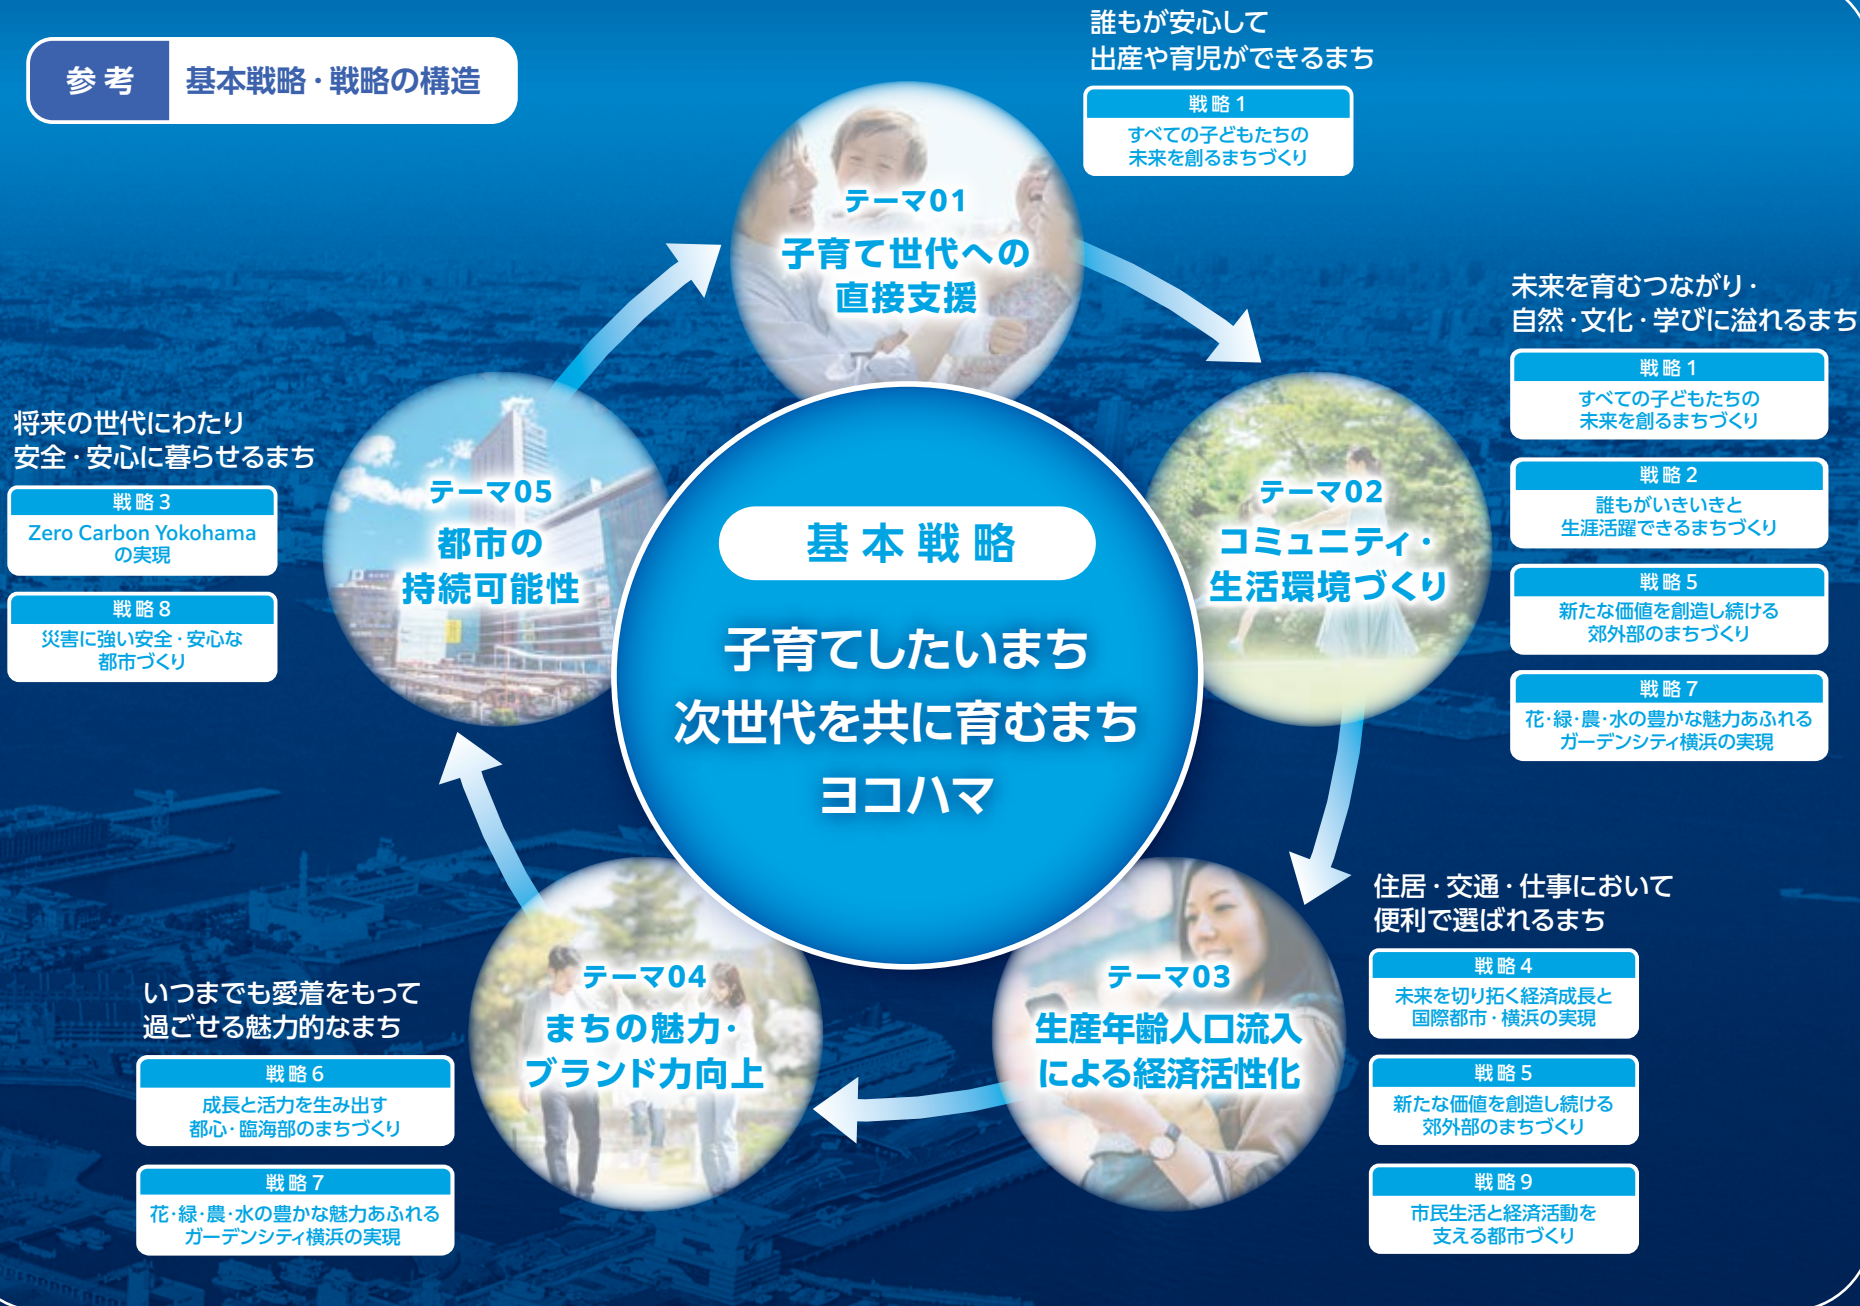 参考 基本戦略・戦略の構造
誰もが安心して
出産や育児ができるまち
戦略1
すべての子どもたちの
未来を創るまちづくり
テーマ01
子育て世代への
直接支援
未来を育むつながり・
自然・文化・学びに溢れるまち
戦略1
すべての子どもたちの
未来を創るまちづくり
戦略2
誰もがいきいきと
生涯活躍できるまちづくり
戦略5
新たな価値を創造し続ける
郊外部のまちづくり
戦略7
花・緑・農・水の豊かな魅力あふれる
ガーデンシティ横浜の実現
テーマ02
コミュニティ・
生活環境づくり
将来の世代にわたり
安全・安心に暮らせるまち
戦略3
Zero Carbon Yokohama
の実現
戦略8
災害に強い安全・安心な
都市づくり
テーマ05
都市の
持続可能性
基本戦略
子育てしたいまち
次世代を共に育むまち
ヨコハマ
住居・交通・仕事において
便利で選ばれるまち
戦略4
未来を切り拓く経済成長と
国際都市・横浜の実現
戦略5
新たな価値を創造し続ける
郊外部のまちづくり
戦略9
市民生活と経済活動を
支える都市づくり
テーマ03
生産年齢人口流入
による経済活性化
テーマ04
まちの魅力・
ブランド力向上
いつまでも愛着をもって
過ごせる魅力的なまち
戦略6
成長と活力を生み出す
都心・臨海部のまちづくり
戦略7
花・緑・農・水の豊かな魅力あふれる
ガーデンシティ横浜の実現